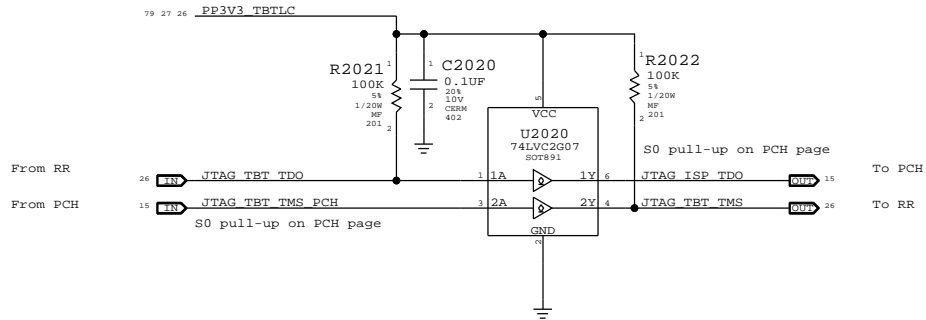 79 27 26 PP3V3_TBTLC
R2021
100K
5%
1/20W
MF
201
1
2
C2020
0.1UF
20%
10V
CERM
402
1
2
R2022
100K
5%
1/20W
MF
201
1
2
5
VCC
U2020
74LVC2G07
SOT891
S0 pull-up on PCH page
From RR
26 IN JTAG_TBT_TDO 1 1A 1Y 6 JTAG_ISP_TDO OUT 15
To PCH
From PCH
15 IN JTAG_TBT_TMS_PCH 3 2A 2Y 4 JTAG_TBT_TMS OUT 26
To RR
S0 pull-up on PCH page
GND
2